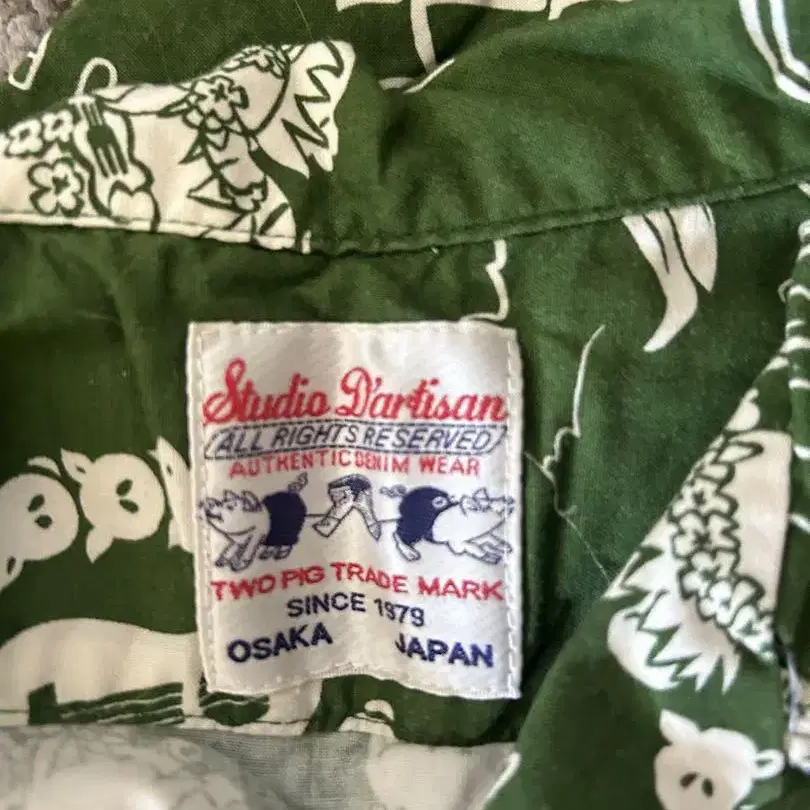 Studio D'artisan
ALL RIGHTS RESERVED
AUTHENTIC DENIM WEAR
TWO PIG TRADE MARK
SINCE 1979
OSAKA JAPAN